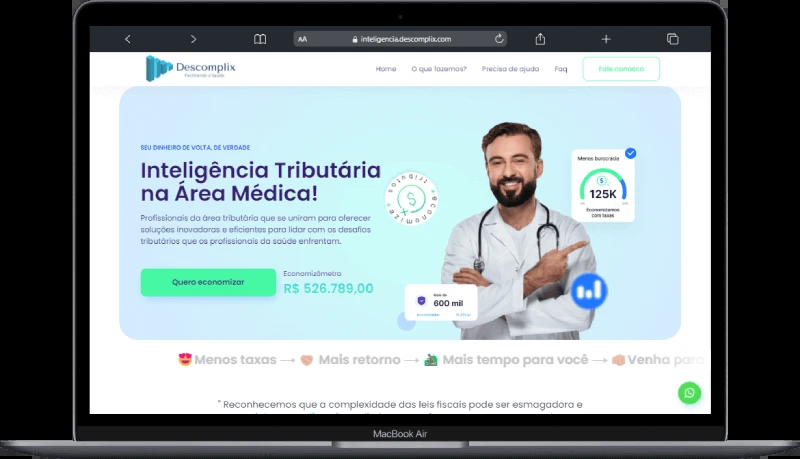 AA inteligencia.descomplix.com
Descomplix
Facilitando a Saúde
Home O que fazemos? Precisa de ajuda Faq Fale conosco
SEU DINHEIRO DE VOLTA, DE VERDADE
Inteligência Tributária
na Área Médica!
Profissionais da área tributária que se uniram para oferecer
soluções inovadoras e eficientes para lidar com os desafios
tributários que os profissionais da saúde enfrentam.
Quero economizar
Economizômetro
R$ 526.789,00
tributos
economize
Menos burocracia
125K
Economizamos
com taxas
Mais de
600 mil
Menos taxas → Mais retorno → Mais tempo para você → Venha para
" Reconhecemos que a complexidade das leis fiscais pode ser esmagadora e
MacBook Air